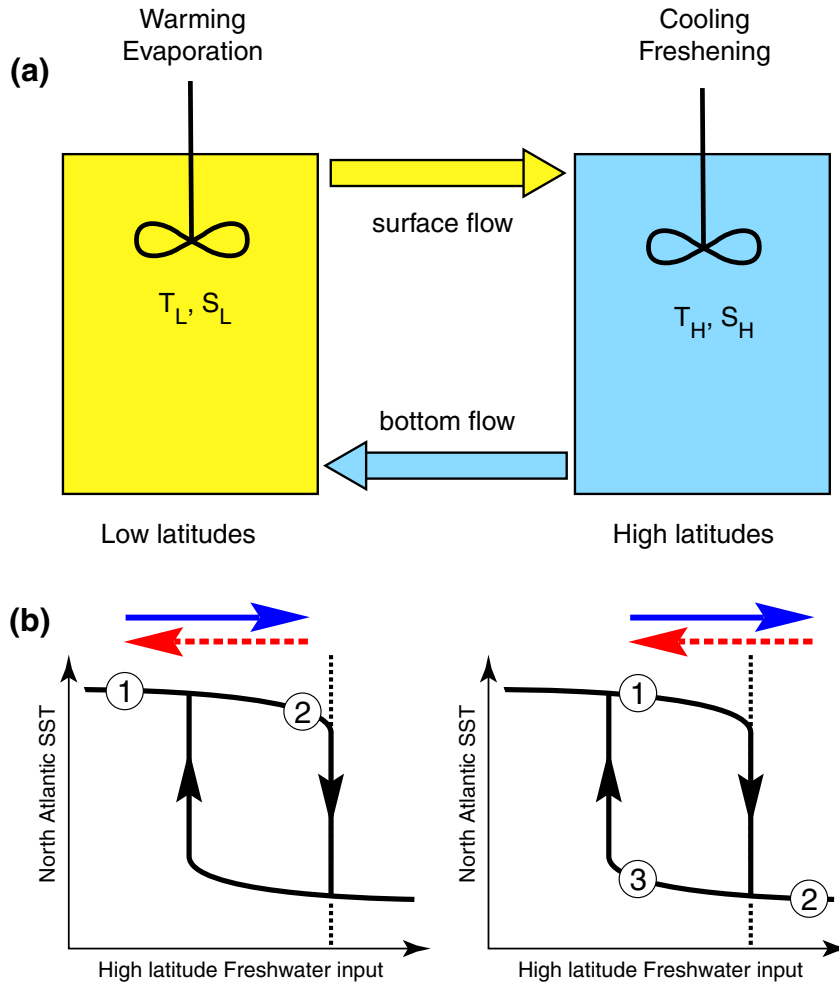 (a)
Warming
Evaporation
Cooling
Freshening
surface flow
T_L, S_L
T_H, S_H
bottom flow
Low latitudes
High latitudes
(b)
North Atlantic SST
1
2
High latitude Freshwater input
North Atlantic SST
1
3
2
High latitude Freshwater input